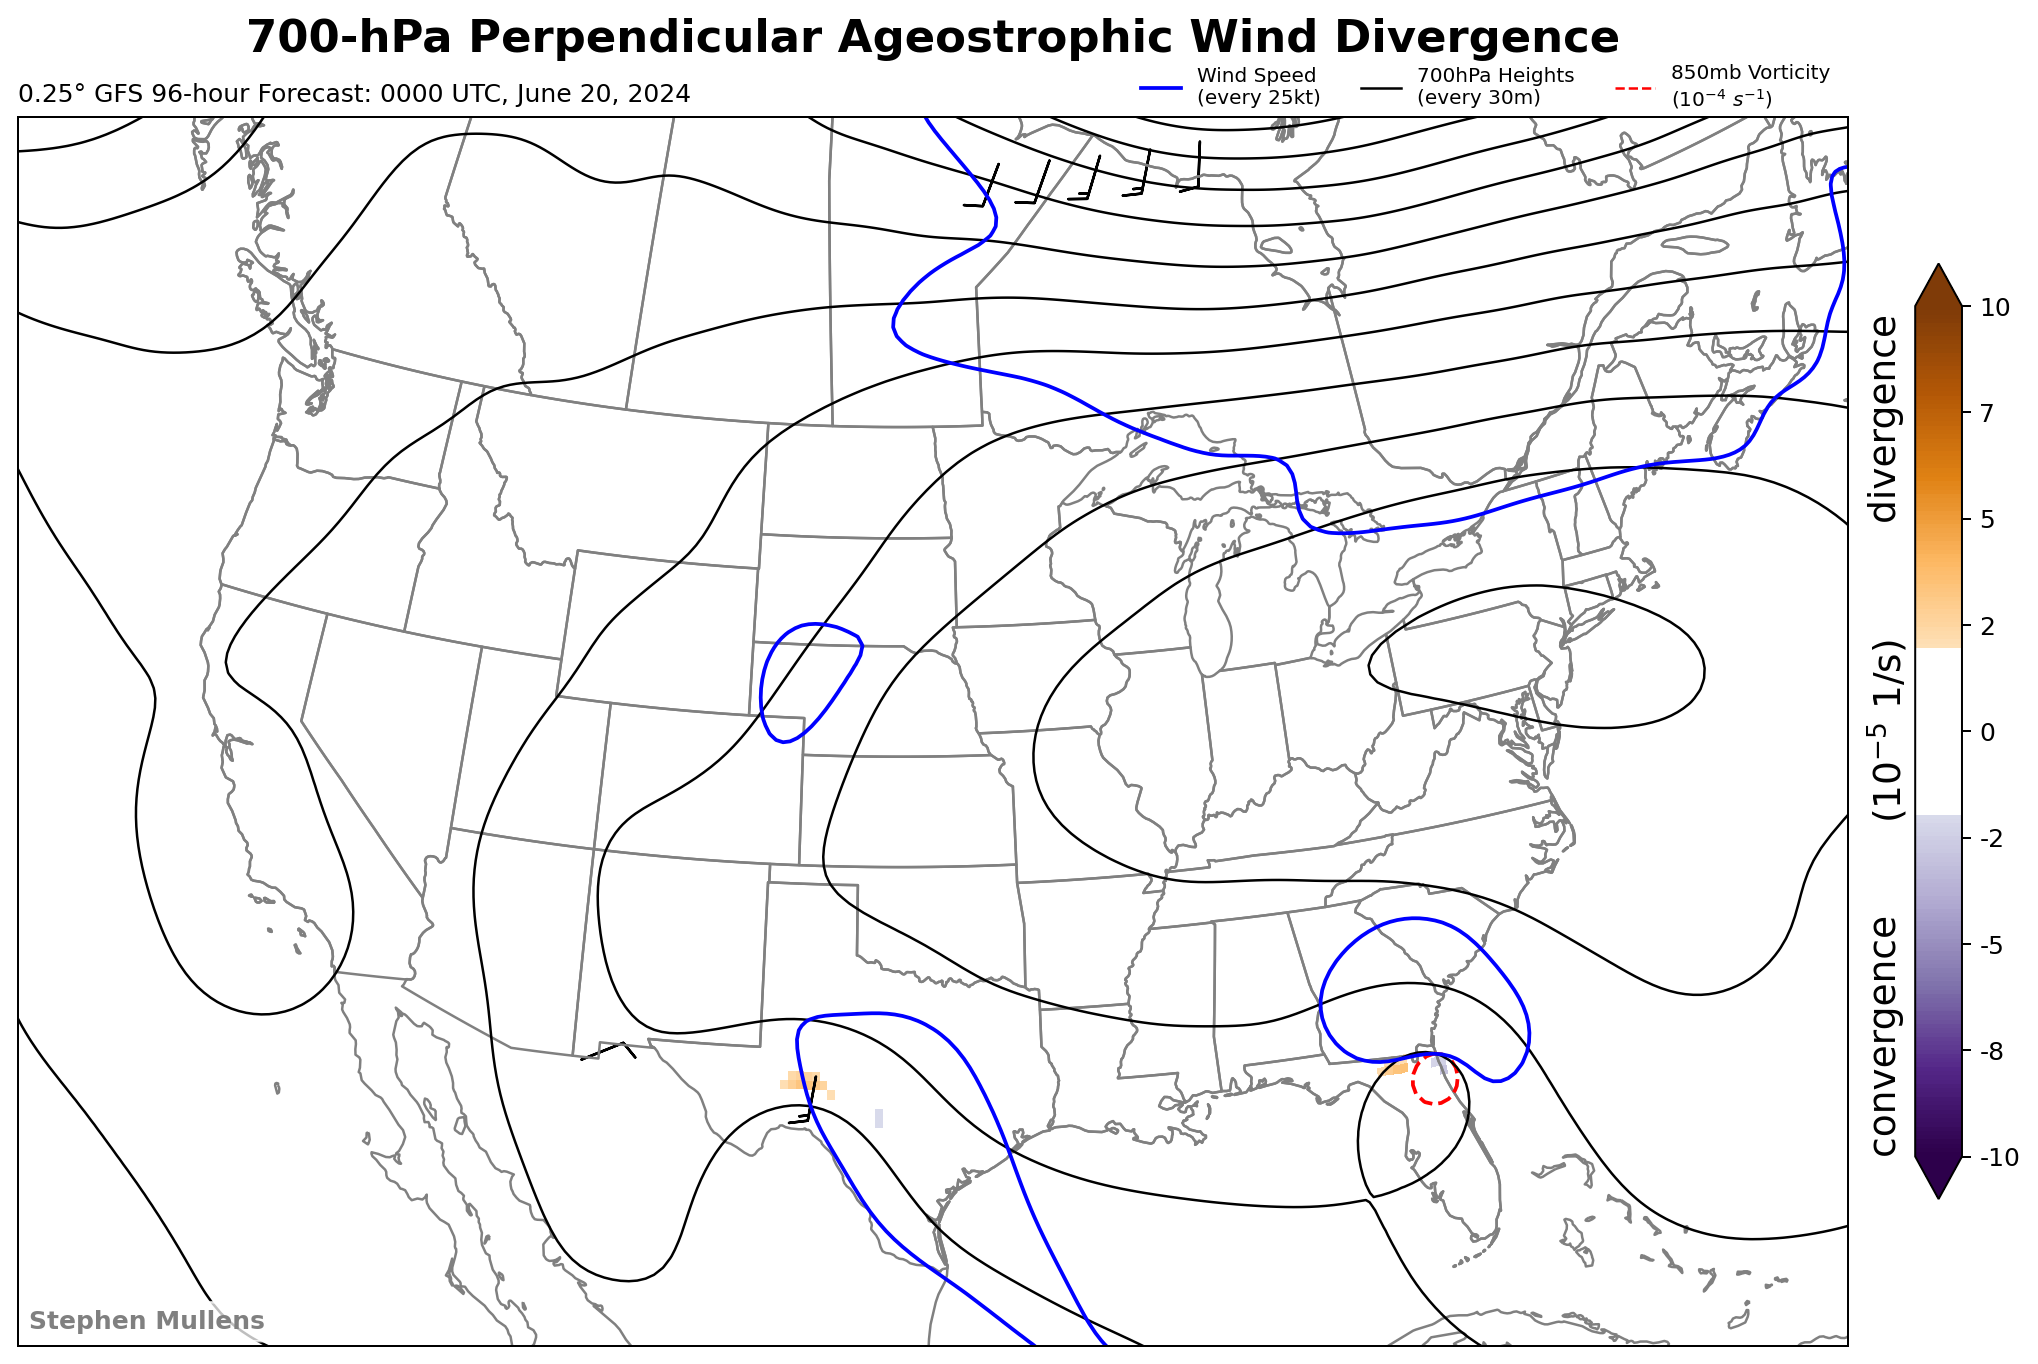 700-hPa Perpendicular Ageostrophic Wind Divergence
0.25° GFS 96-hour Forecast: 0000 UTC, June 20, 2024
Wind Speed
(every 25kt)
700hPa Heights
(every 30m)
850mb Vorticity
(10⁻⁴ s⁻¹)
10
7
5
2
0
-2
-5
-8
-10
convergence (10⁻⁵ 1/s) divergence
Stephen Mullens